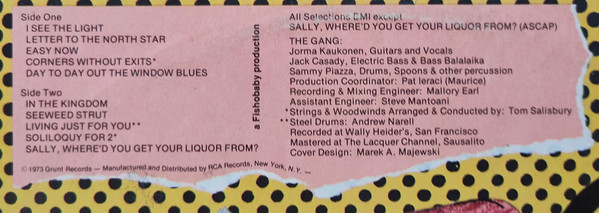 Side One
I SEE THE LIGHT
LETTER TO THE NORTH STAR
EASY NOW
CORNERS WITHOUT EXITS*
DAY TO DAY OUT THE WINDOW BLUES
Side Two
IN THE KINGDOM
SEEWEED STRUT
LIVING JUST FOR YOU**
SOLILOQUY FOR 2*
SALLY, WHERE'D YOU GET YOUR LIQUOR FROM?
a Fishobaby production
All Selections EMI except
SALLY, WHERE'D YOU GET YOUR LIQUOR FROM? (ASCAP)
THE GANG:
Jorma Kaukonen, Guitars and Vocals
Jack Casady, Electric Bass & Bass Balalaika
Sammy Piazza, Drums, Spoons & other percussion
Production Coordinator: Pat Ieraci (Maurice)
Recording & Mixing Engineer: Mallory Earl
Assistant Engineer: Steve Mantoani
*Strings & Woodwinds Arranged & Conducted by: Tom Salisbury
**Steel Drums: Andrew Narell
Recorded at Wally Heider's, San Francisco
Mastered at The Lacquer Channel, Sausalito
Cover Design: Marek A. Majewski
© 1973 Grunt Records — Manufactured and Distributed by RCA Records, New York, N.Y. —